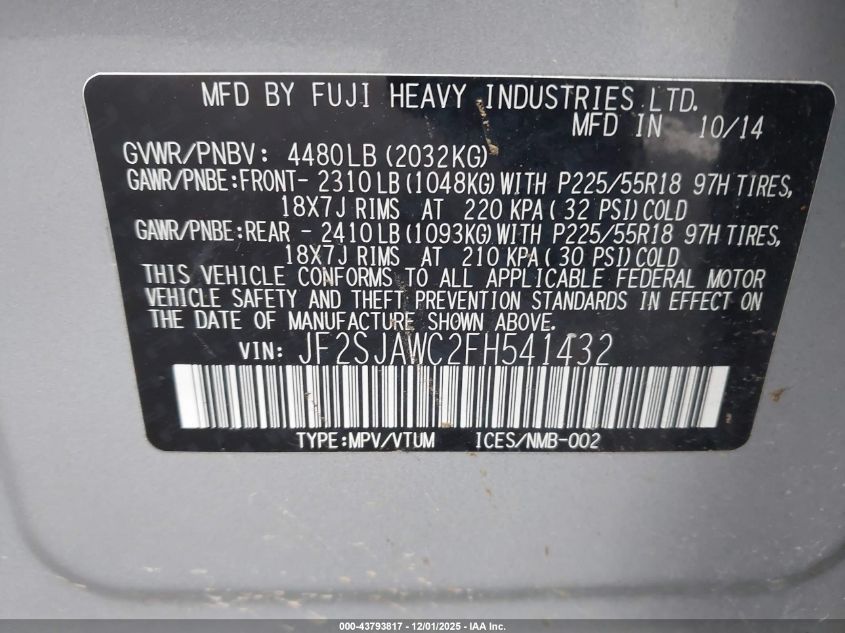 MFD BY FUJI HEAVY INDUSTRIES LTD.
MFD IN 10/14
GVWR/PNBV: 4480LB (2032KG)
GAWR/PNBE:FRONT- 2310LB (1048KG) WITH P225/55R18 97H TIRES,
18X7J RIMS AT 220 KPA ( 32 PSI) COLD
GAWR/PNBE:REAR - 2410LB (1093KG) WITH P225/55R18 97H TIRES,
18X7J RIMS AT 210 KPA ( 30 PSI) COLD
THIS VEHICLE CONFORMS TO ALL APPLICABLE FEDERAL MOTOR
VEHICLE SAFETY AND THEFT PREVENTION STANDARDS IN EFFECT ON
THE DATE OF MANUFACTURE SHOWN ABOVE.
VIN: JF2SJAWC2FH541432
TYPE:MPV/VTUM ICES/NMB-002
000-43793817 - 12/01/2025 - IAA Inc.